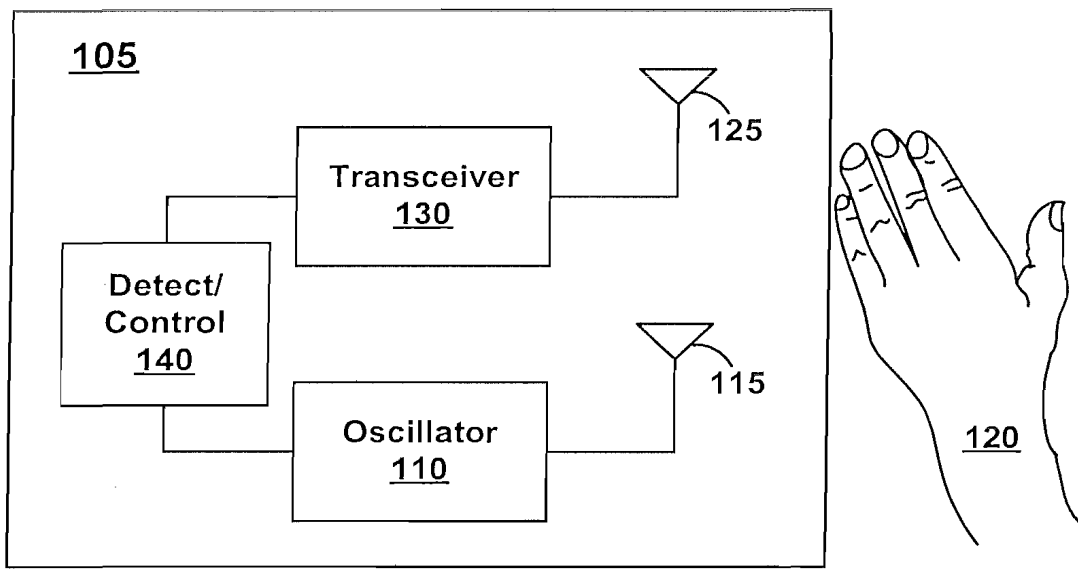 105
125
Transceiver
130
Detect/
Control
140
115
Oscillator
110
120